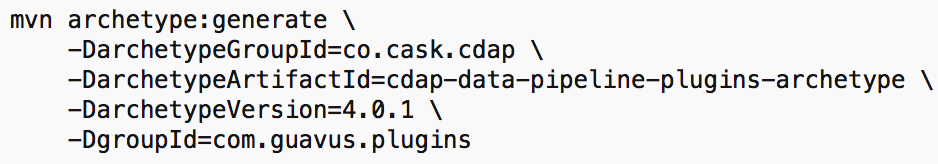 mvn archetype:generate \
    -DarchetypeGroupId=co.cask.cdap \
    -DarchetypeArtifactId=cdap-data-pipeline-plugins-archetype \
    -DarchetypeVersion=4.0.1 \
    -DgroupId=com.guavus.plugins